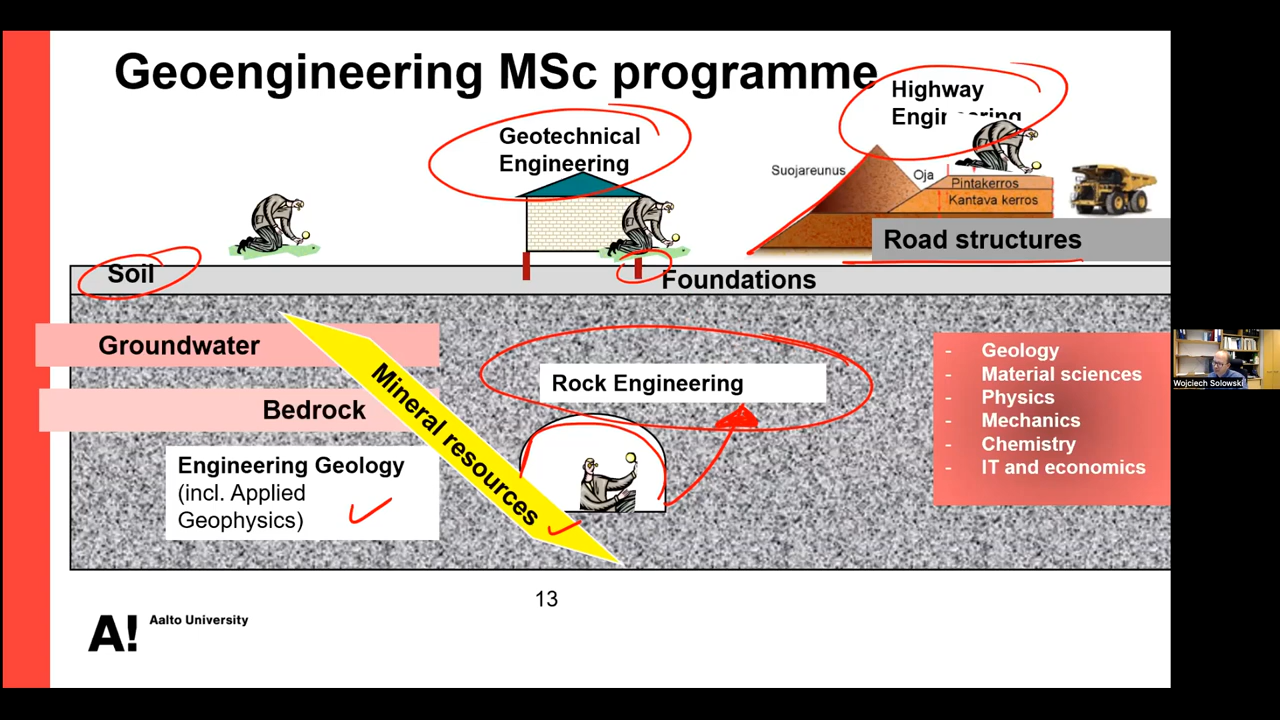 Geoengineering MSc programme
Highway
Engineering
Geotechnical
Engineering
Suojareunus
Oja
Pintakerros
Kantava kerros
Road structures
Soil
Foundations
Groundwater
Bedrock
Mineral resources
Engineering Geology
(incl. Applied
Geophysics)
Rock Engineering
- Geology
- Material sciences
- Physics
- Mechanics
- Chemistry
- IT and economics
Wojciech Solowski
13
A! Aalto University